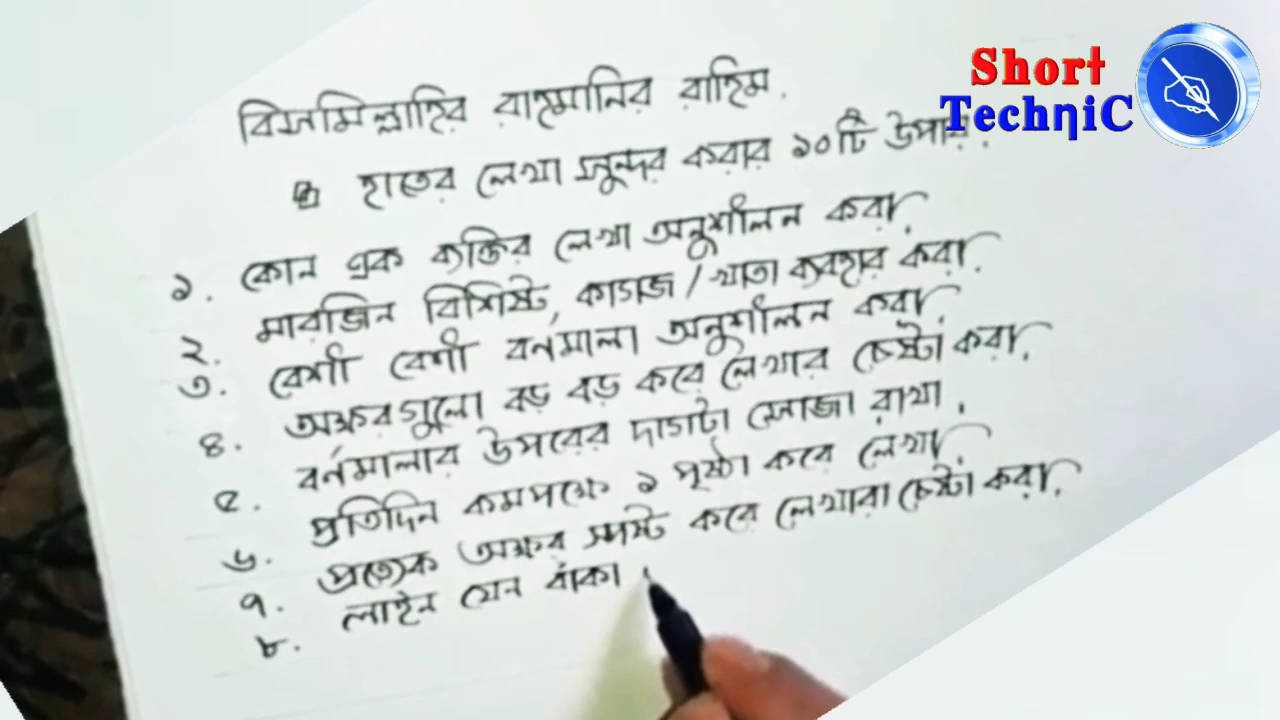 Short
TechniC
বিসমিল্লাহির রাহমানির রাহিম.
হাতের লেখা সুন্দর করার ১০টি উপায়.
১. কোন এক ব্যক্তির লেখা অনুশীলন করা.
২. মারজিন বিশিষ্ট, কাগজ/খাতা ব্যবহার করা.
৩. বেশী বেশী বর্ণমালা অনুশীলন করা.
৪. অক্ষরগুলো বড় বড় করে লেখার চেষ্টা করা.
৫. বর্ণমালার উপরের দাগটা সোজা রাখা.
৬. প্রতিদিন কমপক্ষে ১ পৃষ্ঠা করে লেখা.
৭. প্রত্যেক অক্ষর স্পষ্ট করে লেখারা চেষ্টা করা.
৮. লাইন যেন বাঁকা